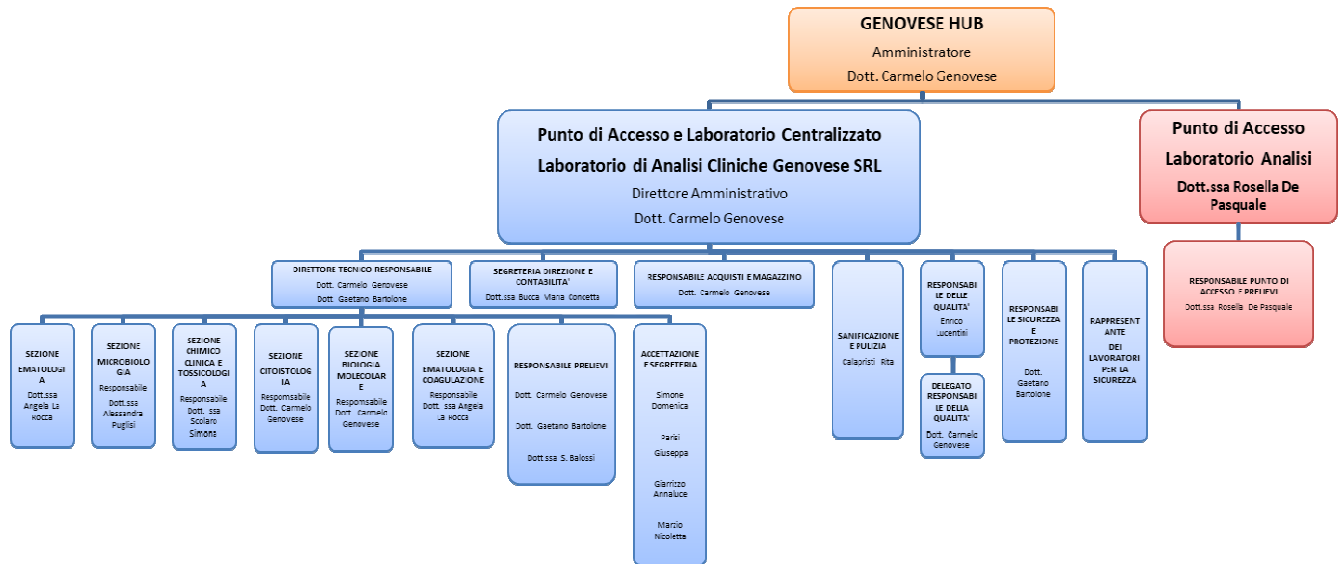 GENOVESE HUB
Amministratore
Dott. Carmelo Genovese
Punto di Accesso e Laboratorio Centralizzato
Laboratorio di Analisi Cliniche Genovese SRL
Direttore Amministrativo
Dott. Carmelo Genovese
Punto di Accesso
Laboratorio Analisi
Dott.ssa Rosella De
Pasquale
DIRETTORE TECNICO RESPONSABILE
Dott. Carmelo Genovese
Dott. Gaetano Bartolone
SEGRETERIA DIREZIONE E
CONTABILITA'
Dott.ssa Bucca Maria Concetta
RESPONSABILE ACQUISTI E MAGAZZINO
Dott. Carmelo Genovese
SANIFICAZIONE
E PULIZIA
Calapristi Rita
RESPONSABI
LE DELLE
QUALITA'
Enrico
Lucentini
DELEGATO
RESPONSABI
LE DELLA
QUALITA'
Dott. Carmelo
Genovese
RESPONSABI
LE SICUREZZA
E
PROTEZIONE
Dott.
Gaetano
Bartolone
RAPPRESENT
ANTE
DEI
LAVORATORI
PER LA
SICUREZZA
RESPONSABILE PUNTO DI
ACCESSO E PRELIEVI
Dott.ssa Rosella De Pasquale
SEZIONE
EMATOLOGI
A
Dott.ssa
Angela La
Rocca
SEZIONE
MICROBIOLO
GIA
Responsabile
Dott.ssa
Alessandra
Puglisi
SEZIONE
CHIMICO
CLINICA E
TOSSICOLOGI
A
Responsabile
Dott. ssa
Scolaro
Simona
SEZIONE
CITOISTOLOG
IA
Responsabile
Dott. Carmelo
Genovese
SEZIONE
BIOLOGIA
MOLECOLAR
E
Responsabile
Dott. Carmelo
Genovese
SEZIONE
EMATOLOGIA E
COAGULAZIONE
Responsabile
Dott. ssa Angela
La Rocca
RESPONSABILE PRELIEVI
Dott. Carmelo Genovese
Dott. Gaetano Bartolone
Dott.ssa S. Balossi
ACCETTAZIONE
E SEGRETERIA
Simone
Domenica
Parisi
Giuseppa
Giarrizzo
Annaluce
Marzio
Nicoletta